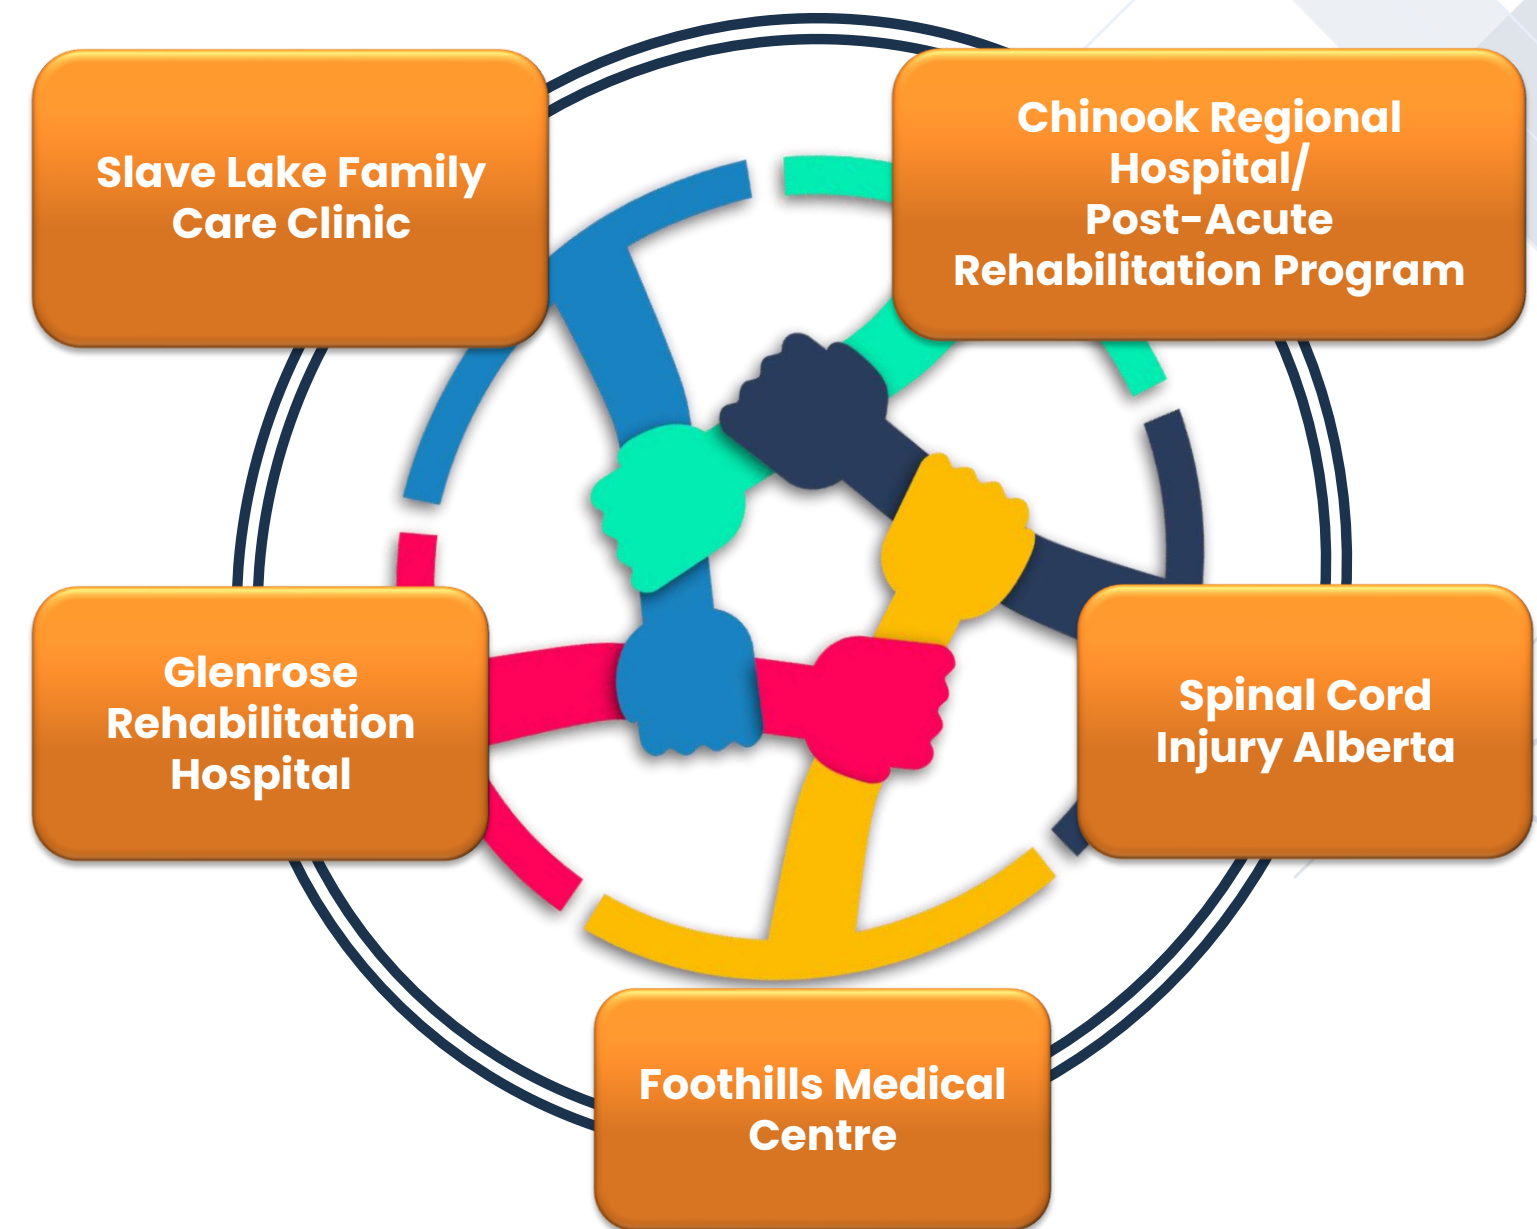 Slave Lake Family
Care Clinic
Chinook Regional
Hospital/
Post-Acute
Rehabilitation Program
Glenrose
Rehabilitation
Hospital
Spinal Cord
Injury Alberta
Foothills Medical
Centre